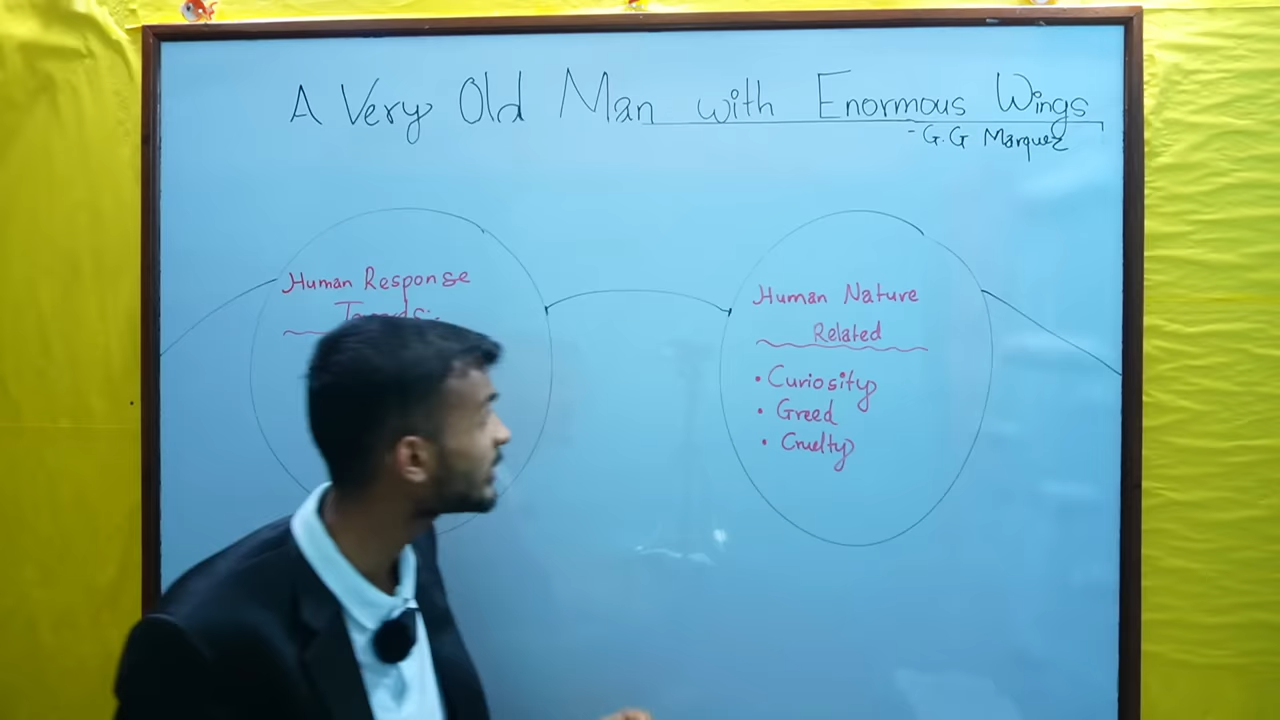 A Very Old Man with Enormous Wings
- G.G Marquez
Human Response
Human Nature
Related
• Curiosity
• Greed
• Cruelty